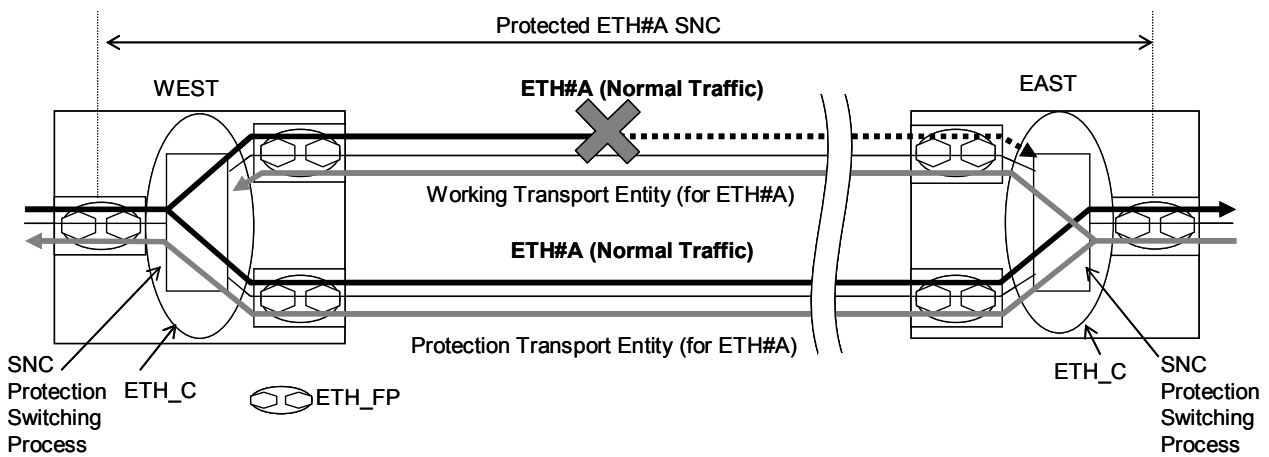 Protected ETH#A SNC
WEST
ETH#A (Normal Traffic)
EAST
Working Transport Entity (for ETH#A)
ETH#A (Normal Traffic)
Protection Transport Entity (for ETH#A)
SNC
Protection
Switching
Process
ETH_C
ETH_FP
ETH_C
SNC
Protection
Switching
Process